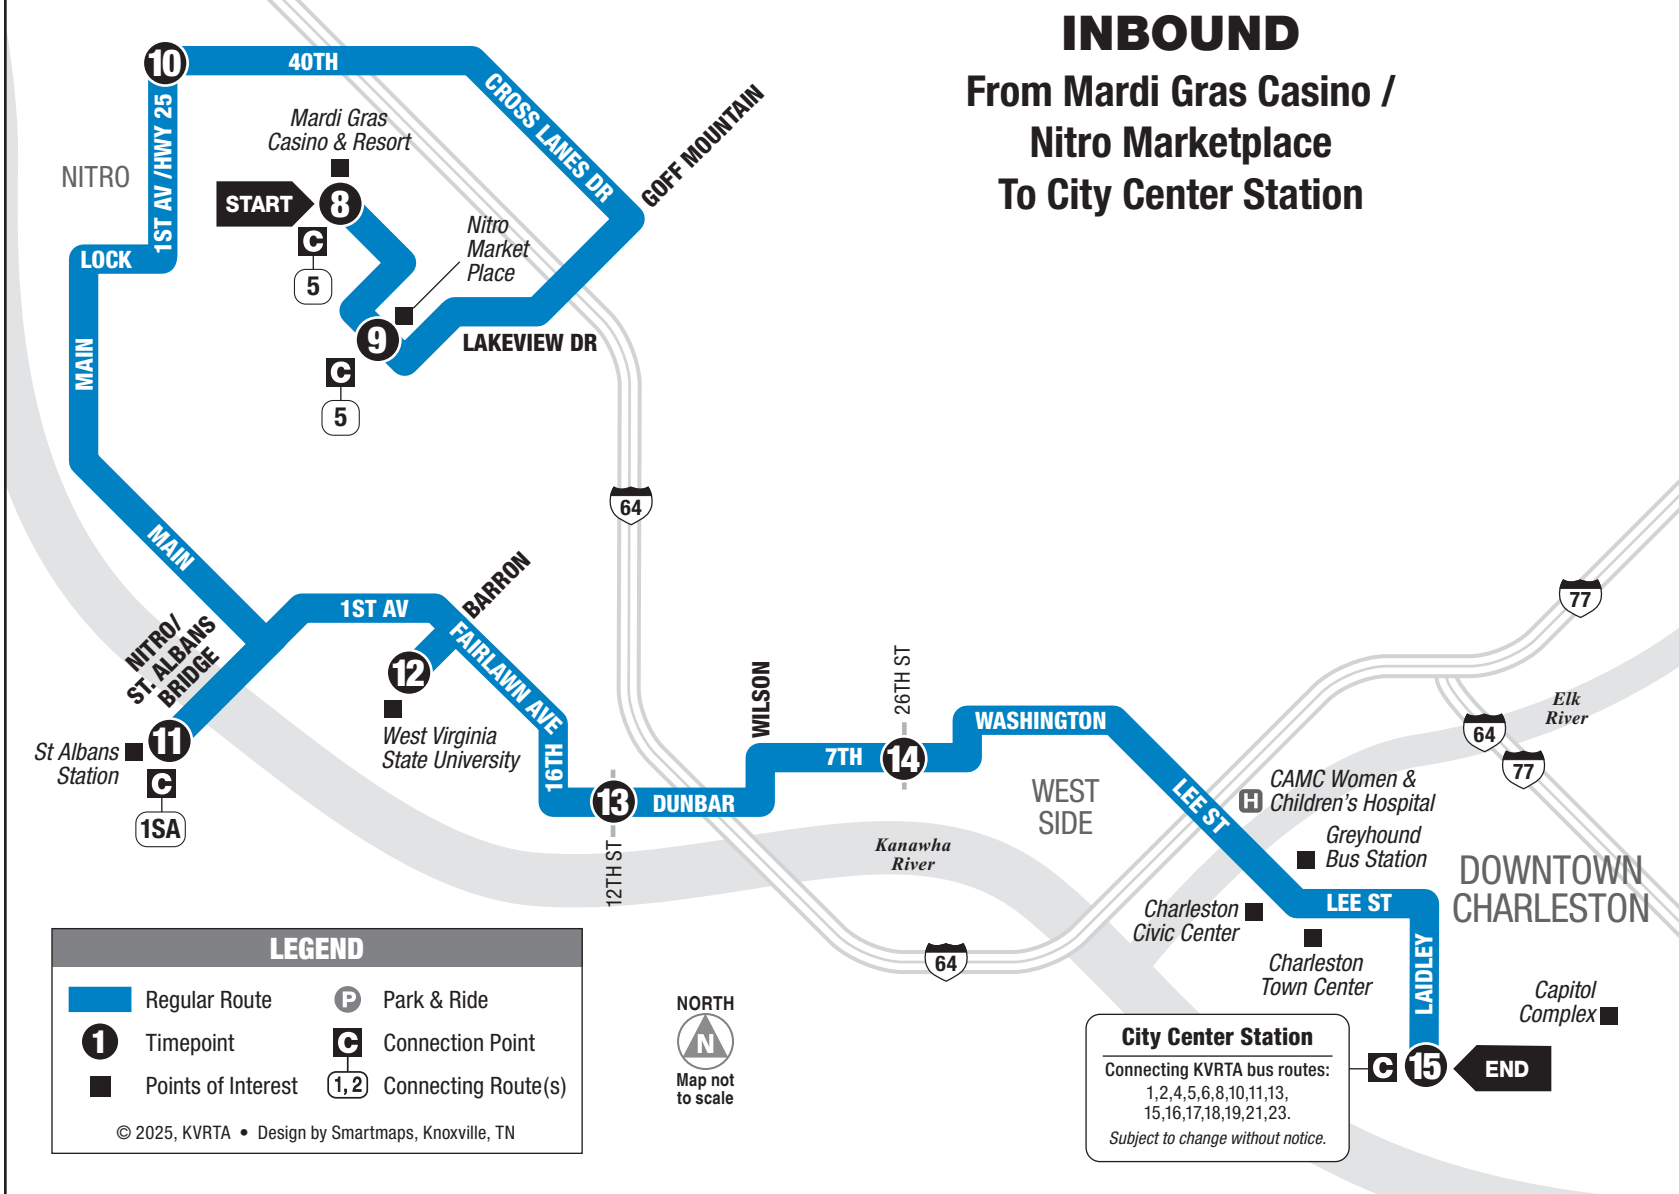 INBOUND
From Mardi Gras Casino /
Nitro Marketplace
To City Center Station
10
40TH
CROSS LANES DR
GOFF MOUNTAIN
1ST AV /HWY 25
Mardi Gras
Casino & Resort
NITRO
START
8
C
5
Nitro
Market
Place
LOCK
9
LAKEVIEW DR
C
5
MAIN
64
MAIN
BARRON
1ST AV
NITRO/
ST. ALBANS
BRIDGE
FAIRLAWN AVE
12
West Virginia
State University
11
St Albans
Station
C
1SA
16TH
13
DUNBAR
12TH ST
WILSON
7TH
26TH ST
14
WASHINGTON
WEST
SIDE
Kanawha
River
64
77
Elk
River
64
77
LEE ST
H
CAMC Women &
Children's Hospital
Greyhound
Bus Station
DOWNTOWN
CHARLESTON
LEE ST
Charleston
Civic Center
Charleston
Town Center
LAIDLEY
Capitol
Complex
City Center Station
Connecting KVRTA bus routes:
1,2,4,5,6,8,10,11,13,
15,16,17,18,19,21,23.
Subject to change without notice.
C
15
END
NORTH
N
Map not
to scale
LEGEND
Regular Route
P Park & Ride
1 Timepoint
C Connection Point
Points of Interest
1, 2 Connecting Route(s)
© 2025, KVRTA • Design by Smartmaps, Knoxville, TN